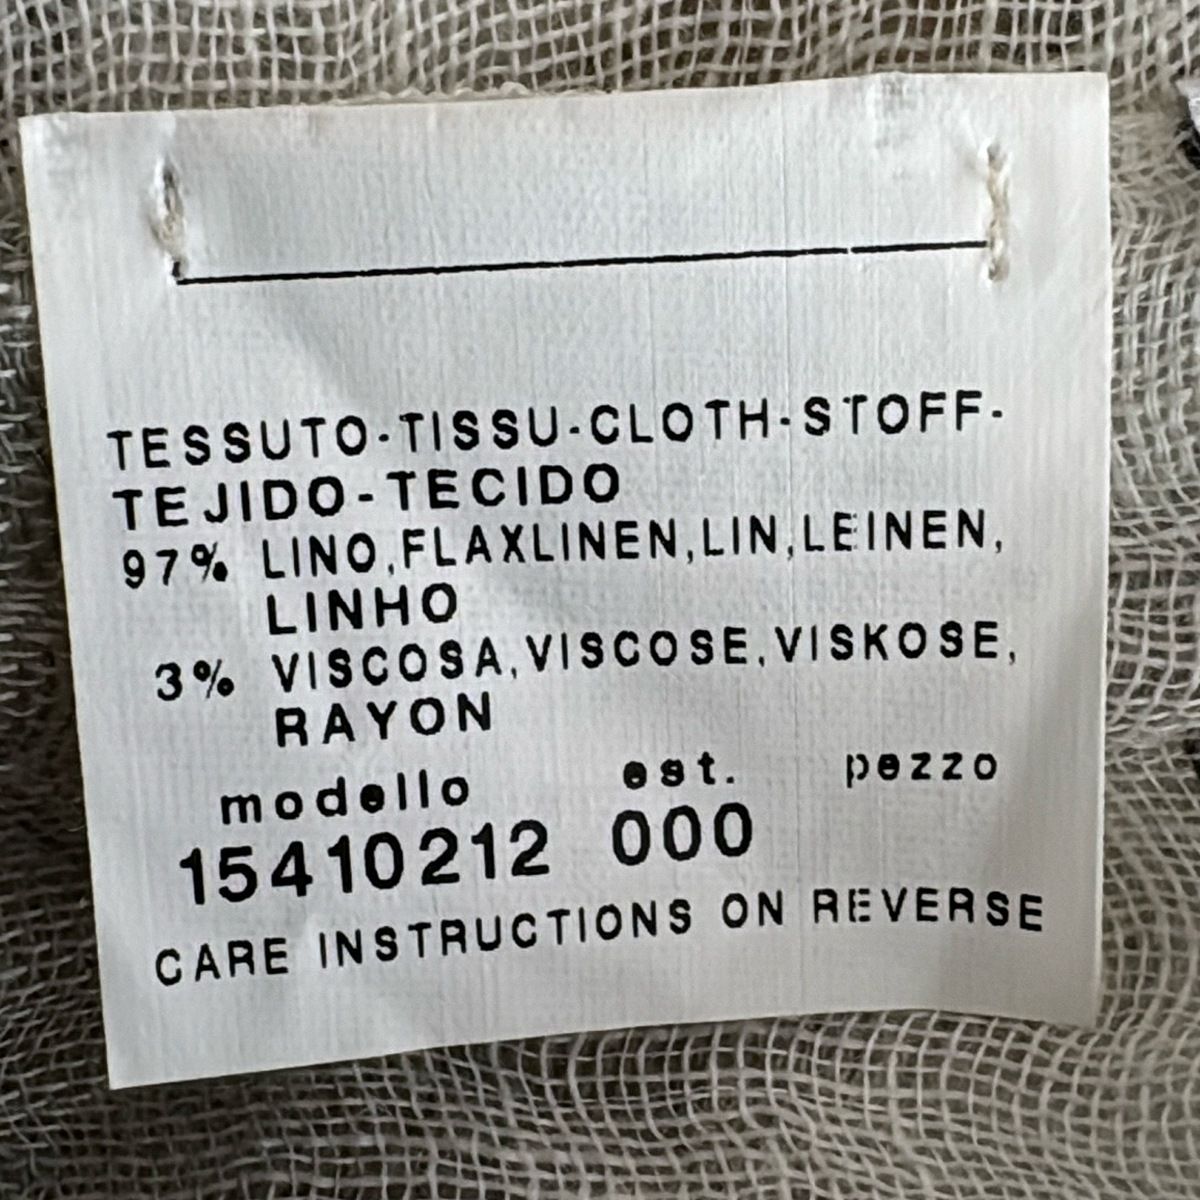 TESSUTO-TISSU-CLOTH-STOFF-
TEJIDO-TECIDO
97% LINO,FLAXLINEN,LIN,LEINEN,
LINHO
3% VISCOSA,VISCOSE,VISKOSE,
RAYON
modello est. pezzo
15410212 000
CARE INSTRUCTIONS ON REVERSE